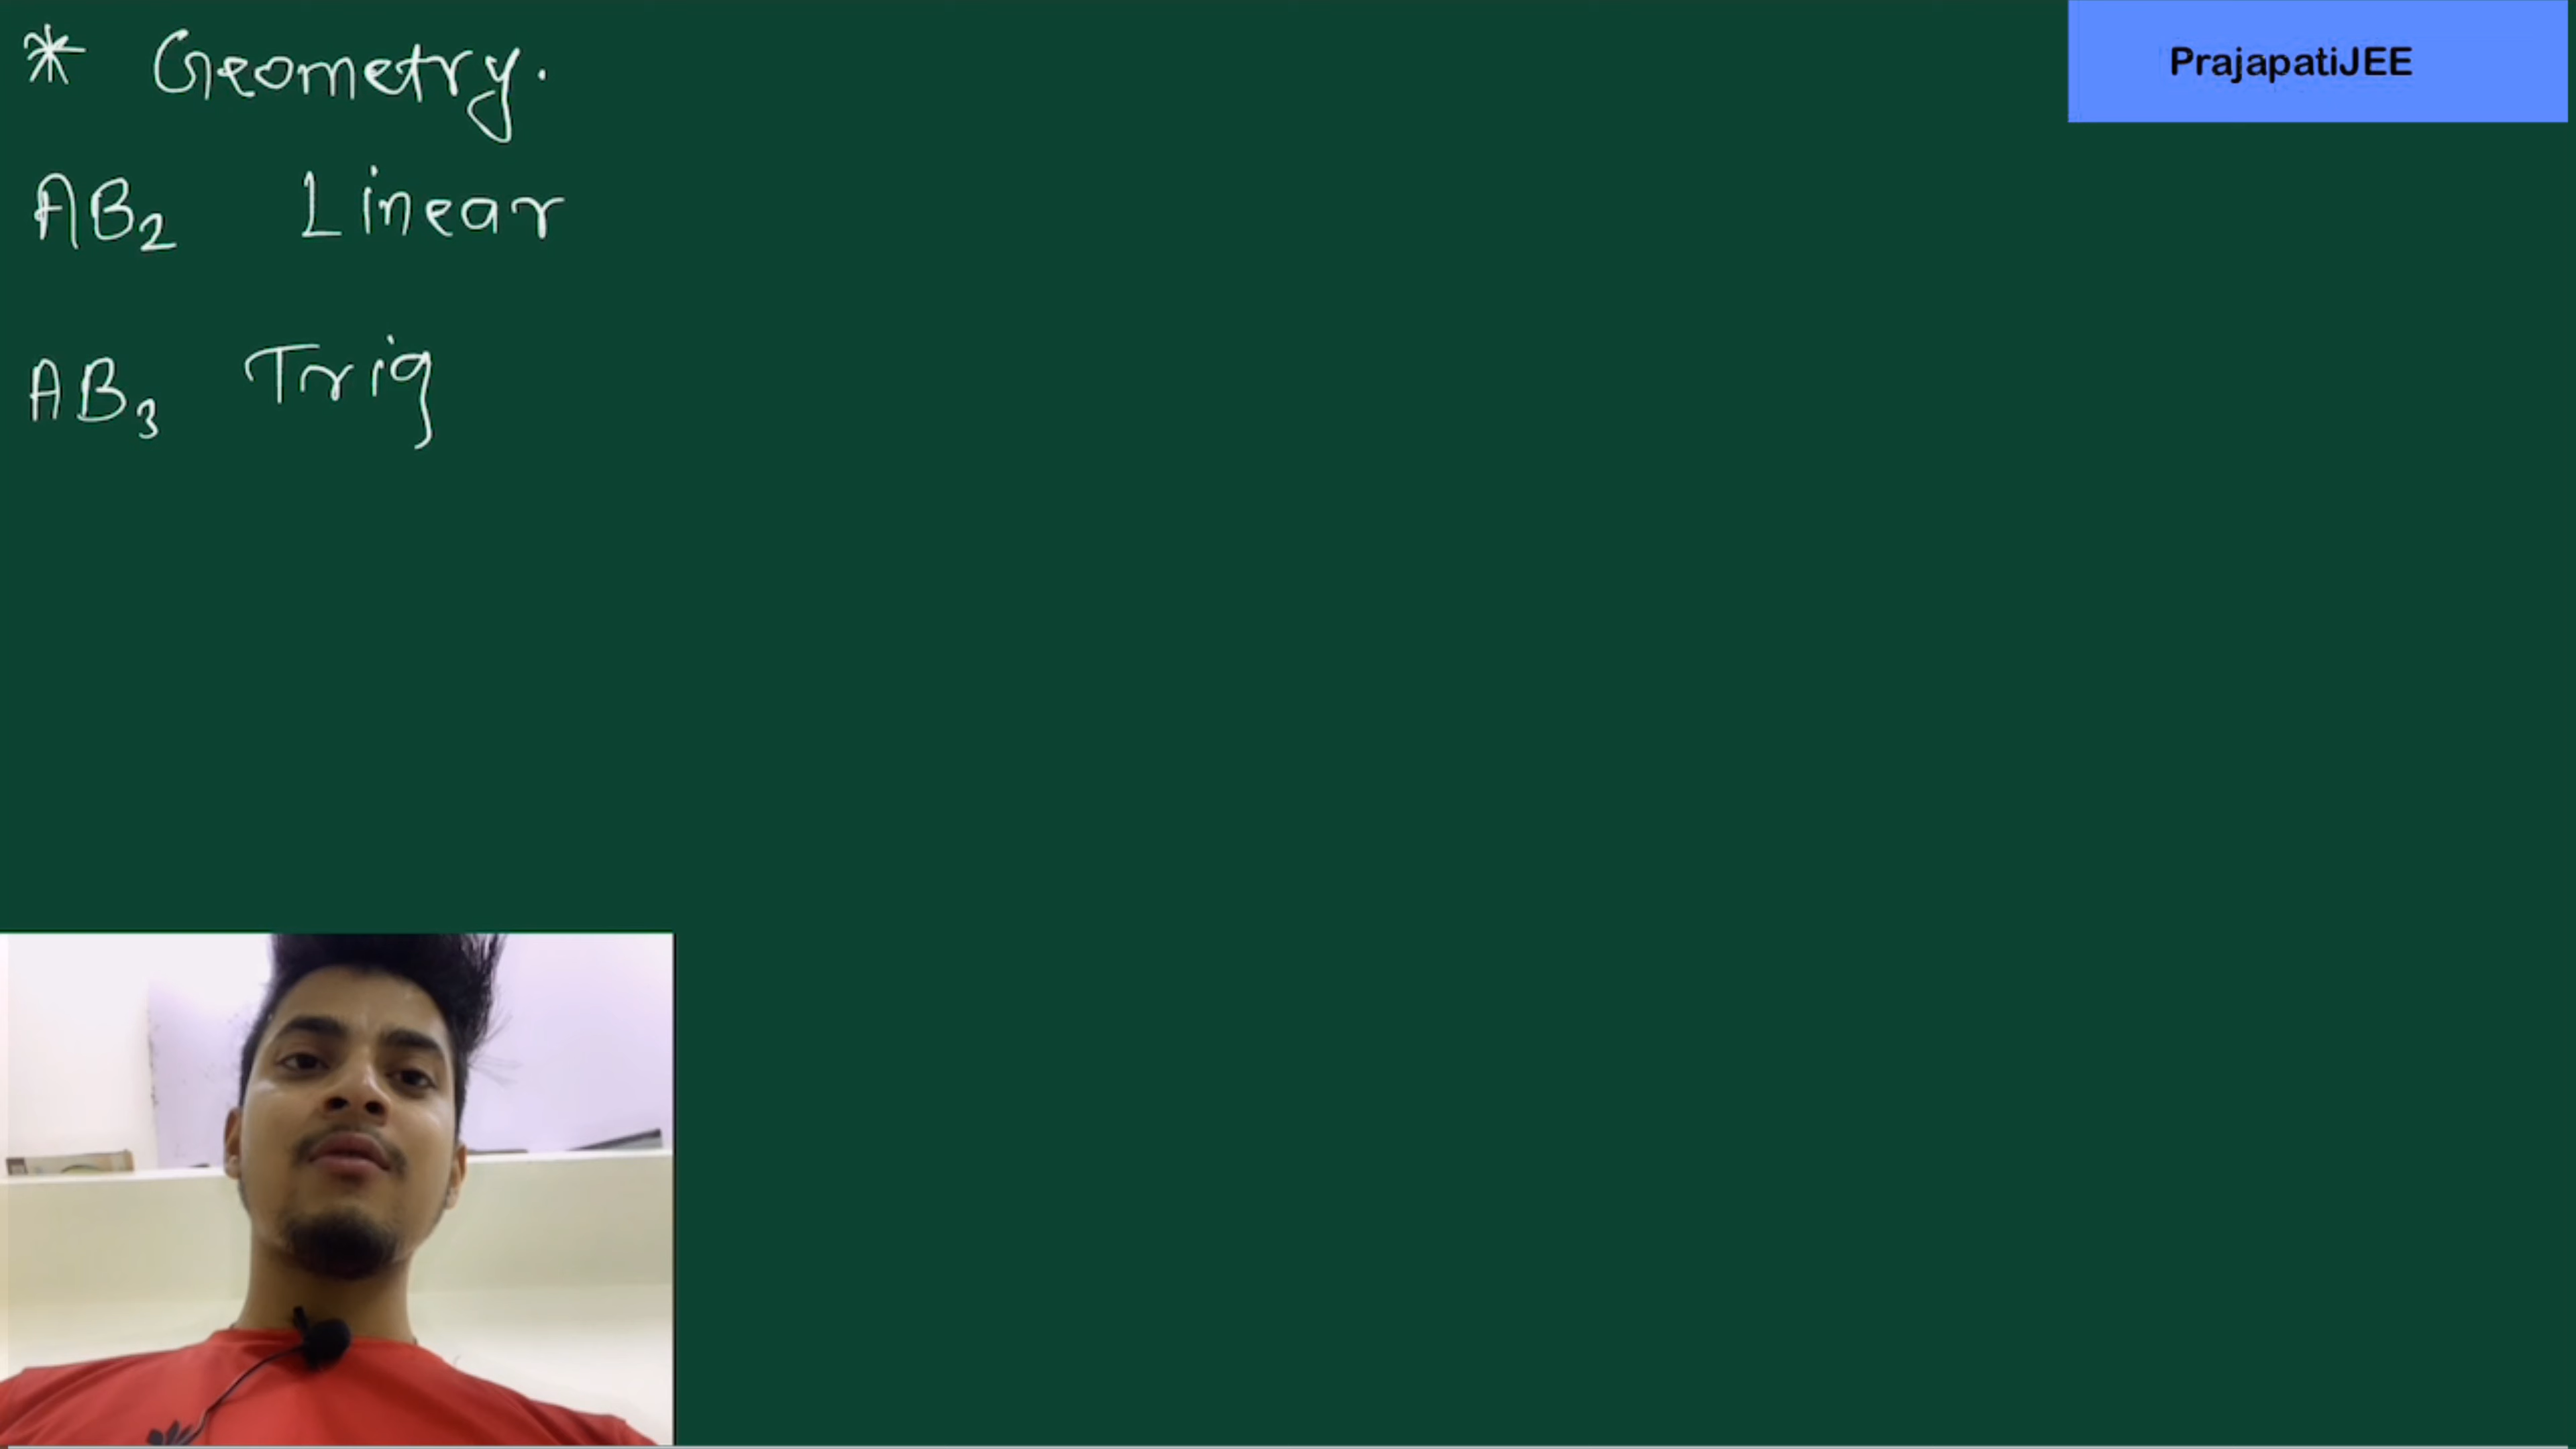 * Geometry.
PrajapatiJEE
AB₂ Linear
AB₃ Trig